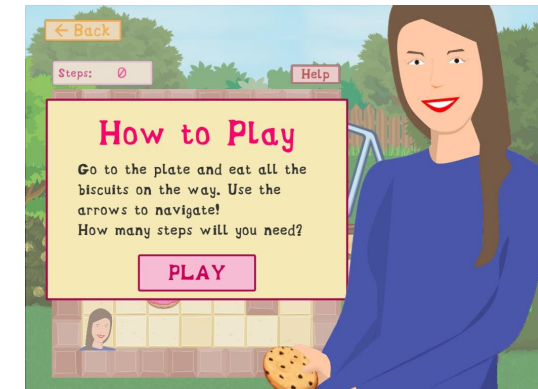 ← Back
Steps: 0
Help
How to Play
Go to the plate and eat all the
biscuits on the way. Use the
arrows to navigate!
How many steps will you need?
PLAY